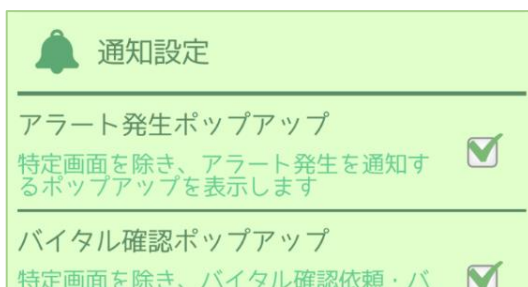 通知設定
アラート発生ポップアップ
特定画面を除き、アラート発生を通知す
るポップアップを表示します
バイタル確認ポップアップ
特定画面を除き、バイタル確認依頼・バ